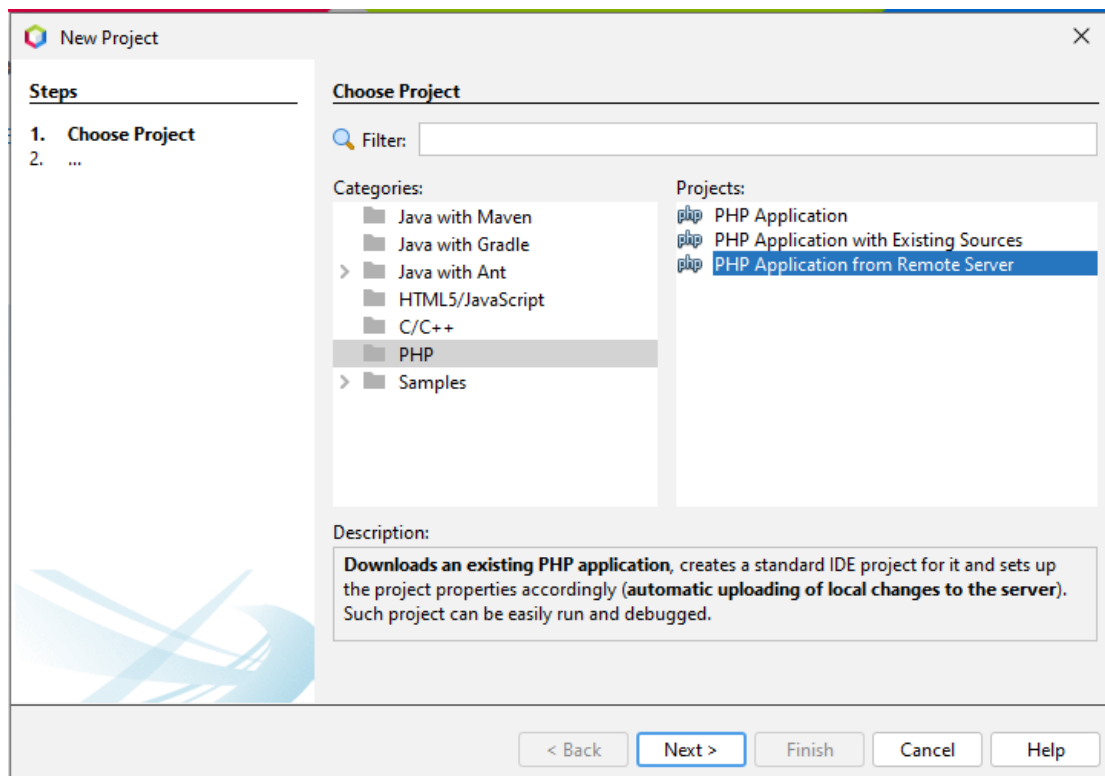 New Project
Steps
1. Choose Project
2. ...
Choose Project
Filter:
Categories:
Java with Maven
Java with Gradle
Java with Ant
HTML5/JavaScript
C/C++
PHP
Samples
Projects:
php PHP Application
php PHP Application with Existing Sources
php PHP Application from Remote Server
Description:
Downloads an existing PHP application, creates a standard IDE project for it and sets up
the project properties accordingly (automatic uploading of local changes to the server).
Such project can be easily run and debugged.
< Back
Next >
Finish
Cancel
Help